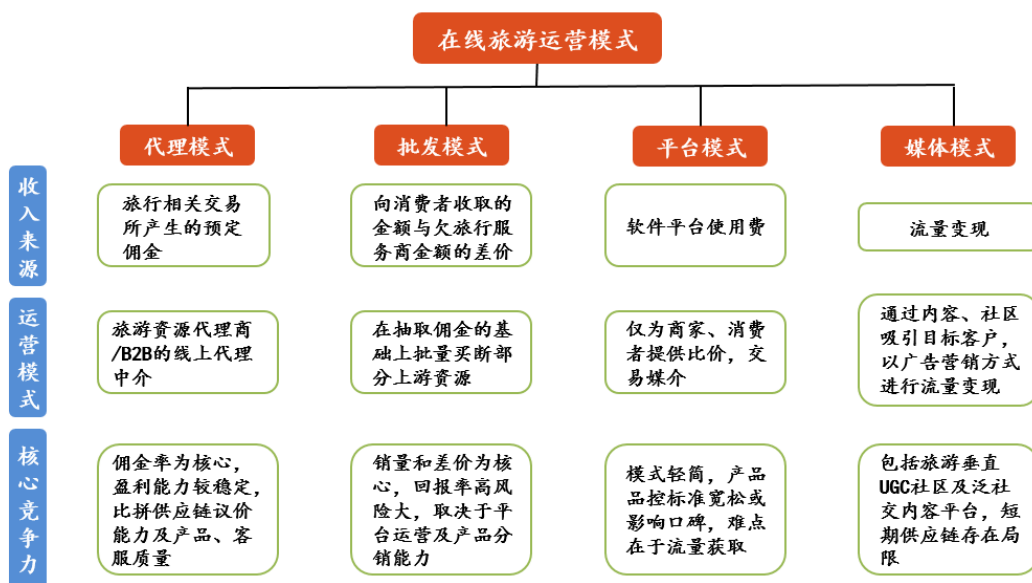 在线旅游运营模式
代理模式
批发模式
平台模式
媒体模式
收入来源
旅行相关交易
所产生的预定
佣金
向消费者收取的
金额与欠旅行服
务商金额的差价
软件平台使用费
流量变现
运营模式
旅游资源代理商
/B2B的线上代理
中介
在抽取佣金的基
础上批量买断部
分上游资源
仅为商家、消费
者提供比价，交
易媒介
通过内容、社区
吸引目标客户，
以广告营销方式
进行流量变现
核心竞争力
佣金率为核心，
盈利能力较稳定，
比拼供应链议价
能力及产品、客
服质量
销量和差价为核
心，回报率高风
险大，取决于平
台运营及产品分
销能力
模式轻简，产品
品控标准宽松或
影响口碑，难点
在于流量获取
包括旅游垂直
UGC社区及泛社
交内容平台，短
期供应链存在局
限